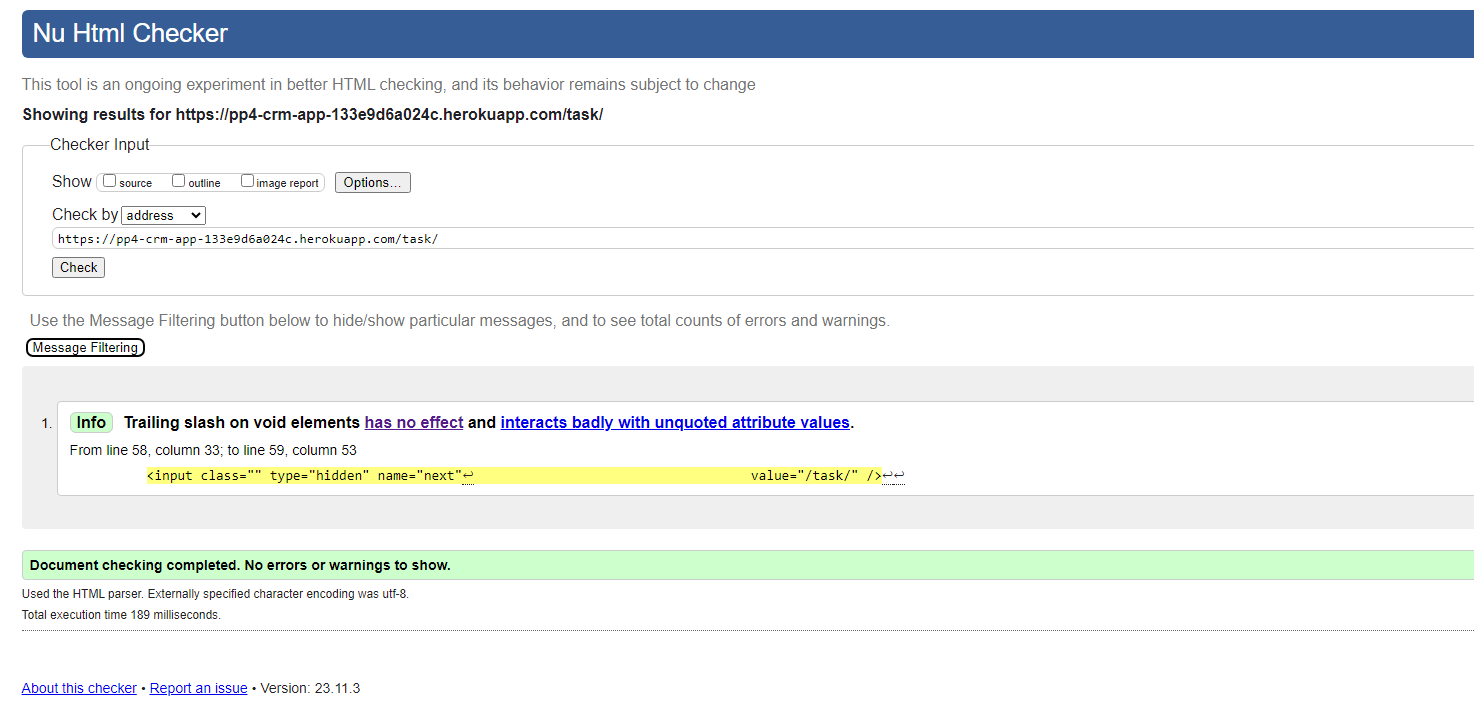 Nu Html Checker
This tool is an ongoing experiment in better HTML checking, and its behavior remains subject to change
Showing results for https://pp4-crm-app-133e9d6a024c.herokuapp.com/task/
Checker Input
Show source outline image report Options...
Check by address
https://pp4-crm-app-133e9d6a024c.herokuapp.com/task/
Check
Use the Message Filtering button below to hide/show particular messages, and to see total counts of errors and warnings.
Message Filtering
1. Info Trailing slash on void elements has no effect and interacts badly with unquoted attribute values.
From line 58, column 33; to line 59, column 53
<input class="" type="hidden" name="next"↩ value="/task/" />↩↩
Document checking completed. No errors or warnings to show.
Used the HTML parser. Externally specified character encoding was utf-8.
Total execution time 189 milliseconds.
About this checker • Report an issue • Version: 23.11.3